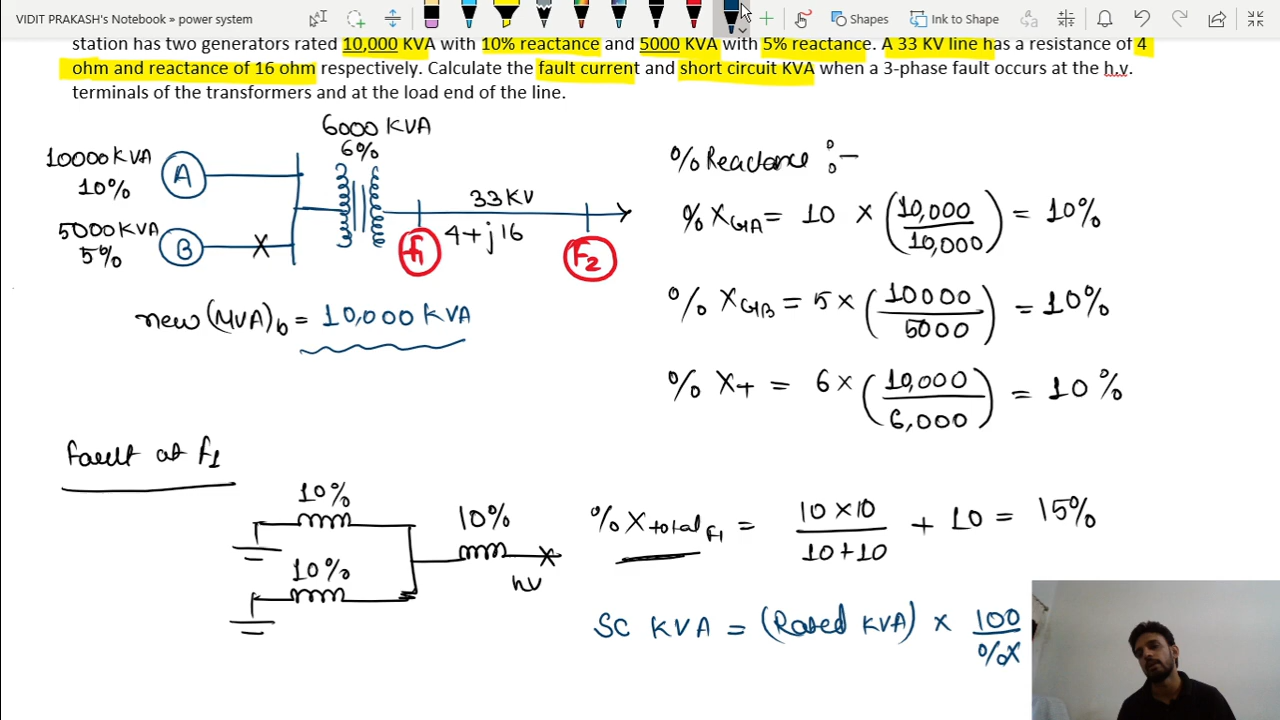 VIDIT PRAKASH's Notebook » power system
Shapes
Ink to Shape
station has two generators rated 10,000 KVA with 10% reactance and 5000 KVA with 5% reactance. A 33 KV line has a resistance of 4
ohm and reactance of 16 ohm respectively. Calculate the fault current and short circuit KVA when a 3-phase fault occurs at the h.v.
terminals of the transformers and at the load end of the line.
6000 KVA
6%
10000 KVA
10%
A
5000 KVA
5%
B
33 KV
4+j16
f1
F2
new (MVA)b = 10,000 KVA
% Reactance :-
% XGA = 10 × (10,000/10,000) = 10%
% XGB = 5 × (10000/5000) = 10%
% XT = 6 × (10,000/6,000) = 10%
fault at f1
10%
10%
10%
hv
% Xtotal F1 = 10×10/10+10 + 10 = 15%
SC KVA = (Rated KVA) × 100/%X